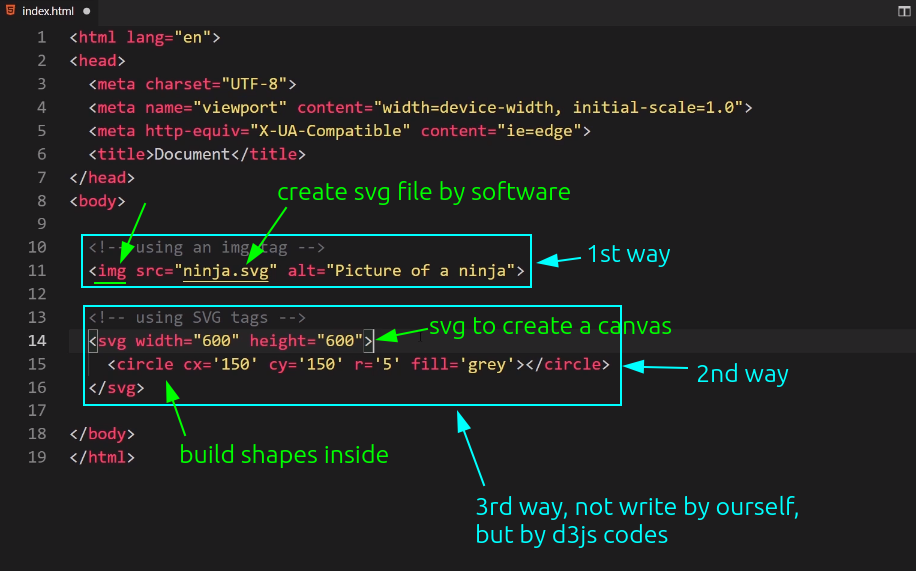 index.html
1 <html lang="en">
2 <head>
3 <meta charset="UTF-8">
4 <meta name="viewport" content="width=device-width, initial-scale=1.0">
5 <meta http-equiv="X-UA-Compatible" content="ie=edge">
6 <title>Document</title>
7 </head>
create svg file by software
8 <body>
9
10 <!-- using an img tag -->
1st way
11 <img src="ninja.svg" alt="Picture of a ninja">
12
13 <!-- using SVG tags -->
svg to create a canvas
14 <svg width="600" height="600">
15 <circle cx='150' cy='150' r='5' fill='grey'></circle>
2nd way
16 </svg>
17
18 </body>
build shapes inside
19 </html>
3rd way, not write by ourself,
but by d3js codes